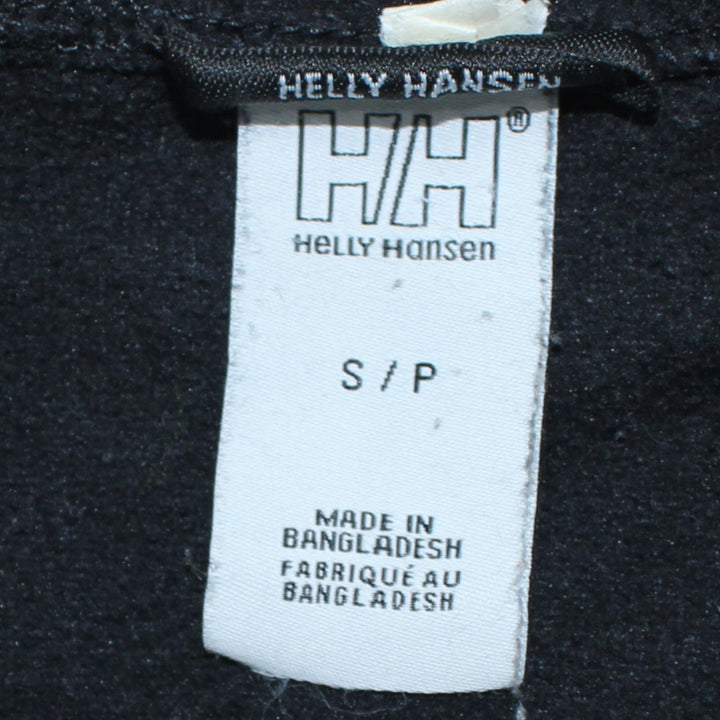 HELLY HANSEN
HH®
HELLY HANSEN
S / P
MADE IN
BANGLADESH
FABRIQUÉ AU
BANGLADESH